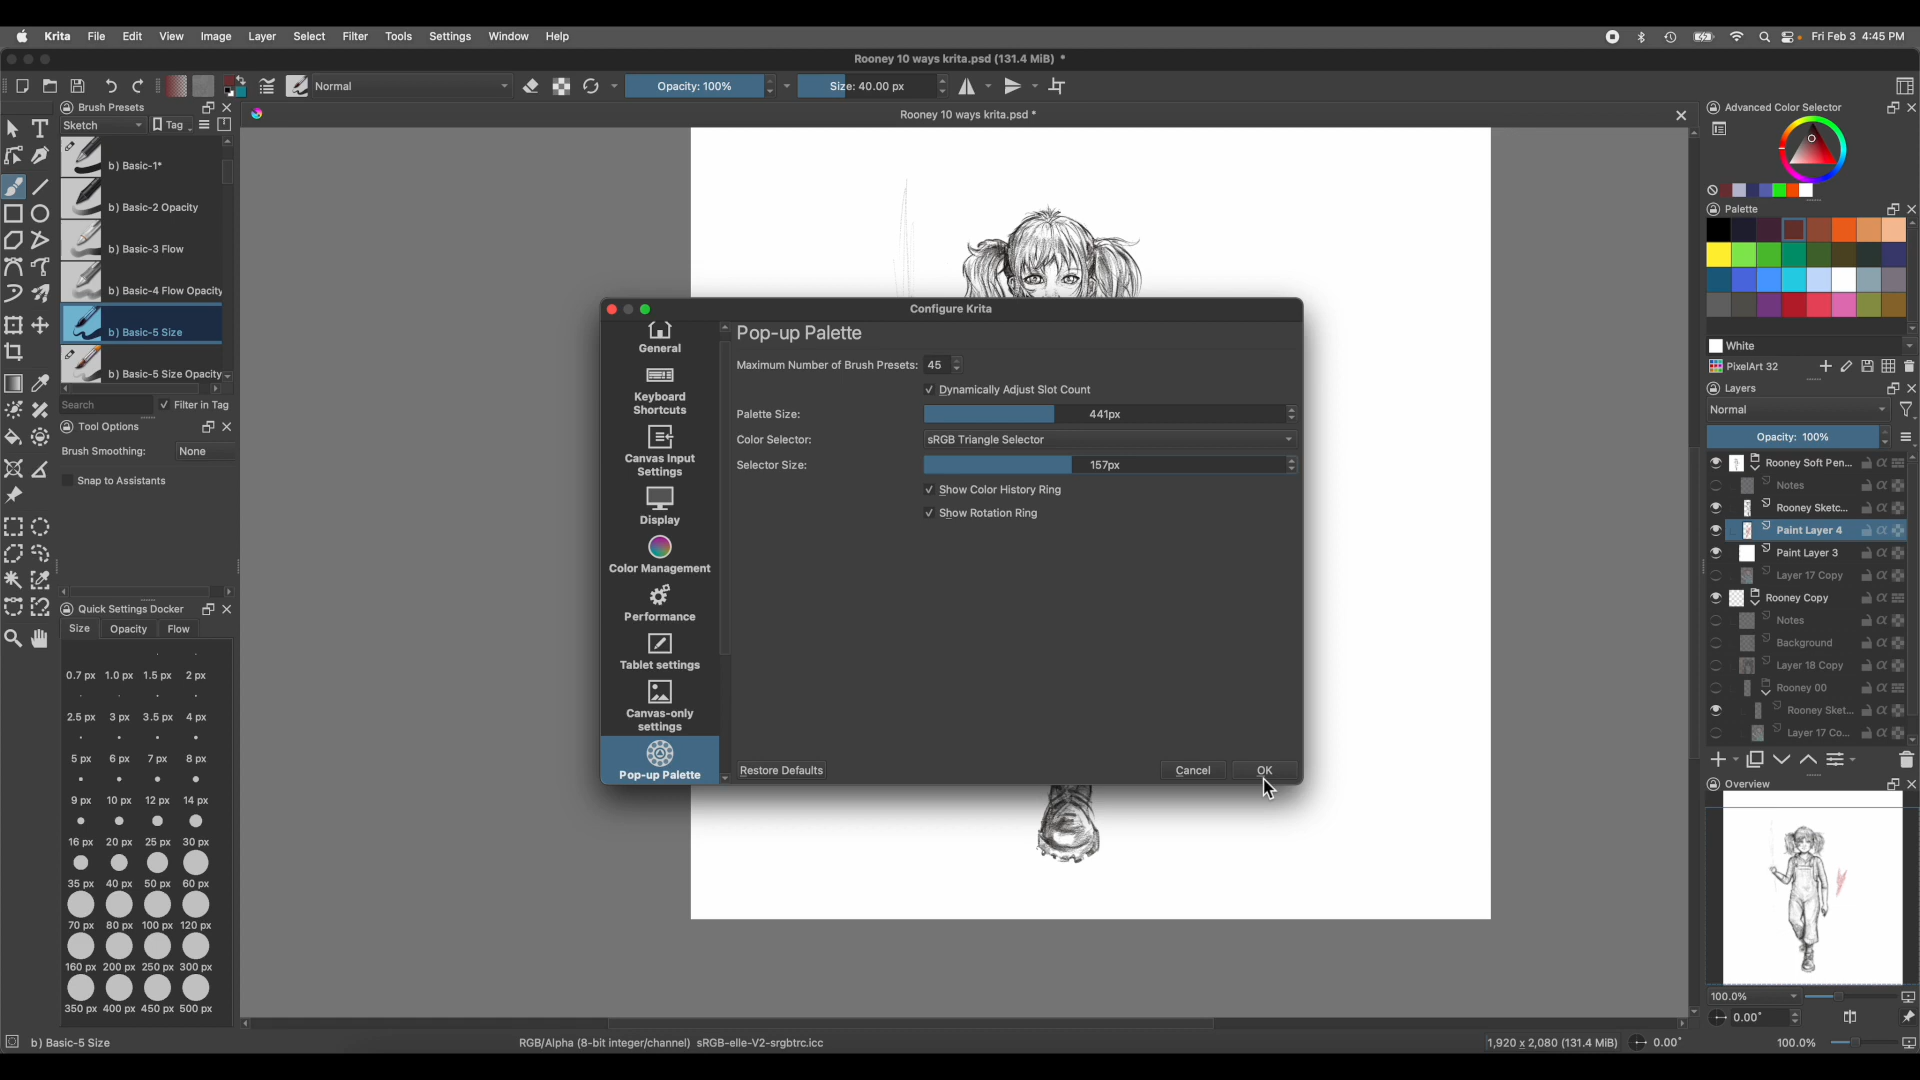 Krita File Edit View Image Layer Select Filter Tools Settings Window Help
Fri Feb 3 4:45 PM
Rooney 10 ways krita.psd (131.4 MiB) *
Normal
Opacity: 100%
Size: 40.00 px
Brush Presets
Sketch
Tag
b) Basic-1*
b) Basic-2 Opacity
b) Basic-3 Flow
b) Basic-4 Flow Opacity
b) Basic-5 Size
b) Basic-5 Size Opacity
Search
Filter in Tag
Tool Options
Brush Smoothing: None
Snap to Assistants
Quick Settings Docker
Size Opacity Flow
0.7 px 1.0 px 1.5 px 2 px
2.5 px 3 px 3.5 px 4 px
5 px 6 px 7 px 8 px
9 px 10 px 12 px 14 px
16 px 20 px 25 px 30 px
35 px 40 px 50 px 60 px
70 px 80 px 100 px 120 px
160 px 200 px 250 px 300 px
350 px 400 px 450 px 500 px
Rooney 10 ways krita.psd *
Configure Krita
General
Keyboard
Shortcuts
Canvas Input
Settings
Display
Color Management
Performance
Tablet settings
Canvas-only
settings
Pop-up Palette
Pop-up Palette
Maximum Number of Brush Presets: 45
Dynamically Adjust Slot Count
Palette Size: 441px
Color Selector: sRGB Triangle Selector
Selector Size: 157px
Show Color History Ring
Show Rotation Ring
Restore Defaults
Cancel
OK
Advanced Color Selector
Palette
White
PixelArt 32
Layers
Normal
Opacity: 100%
Rooney Soft Pen...
Notes
Rooney Sketc...
Paint Layer 4
Paint Layer 3
Layer 17 Copy
Rooney Copy
Notes
Background
Layer 18 Copy
Rooney 00
Rooney Sket...
Layer 17 Co...
Overview
100.0%
0.00°
b) Basic-5 Size
RGB/Alpha (8-bit integer/channel) sRGB-elle-V2-srgbtrc.icc
1,920 x 2,080 (131.4 MiB)
0.00°
100.0%